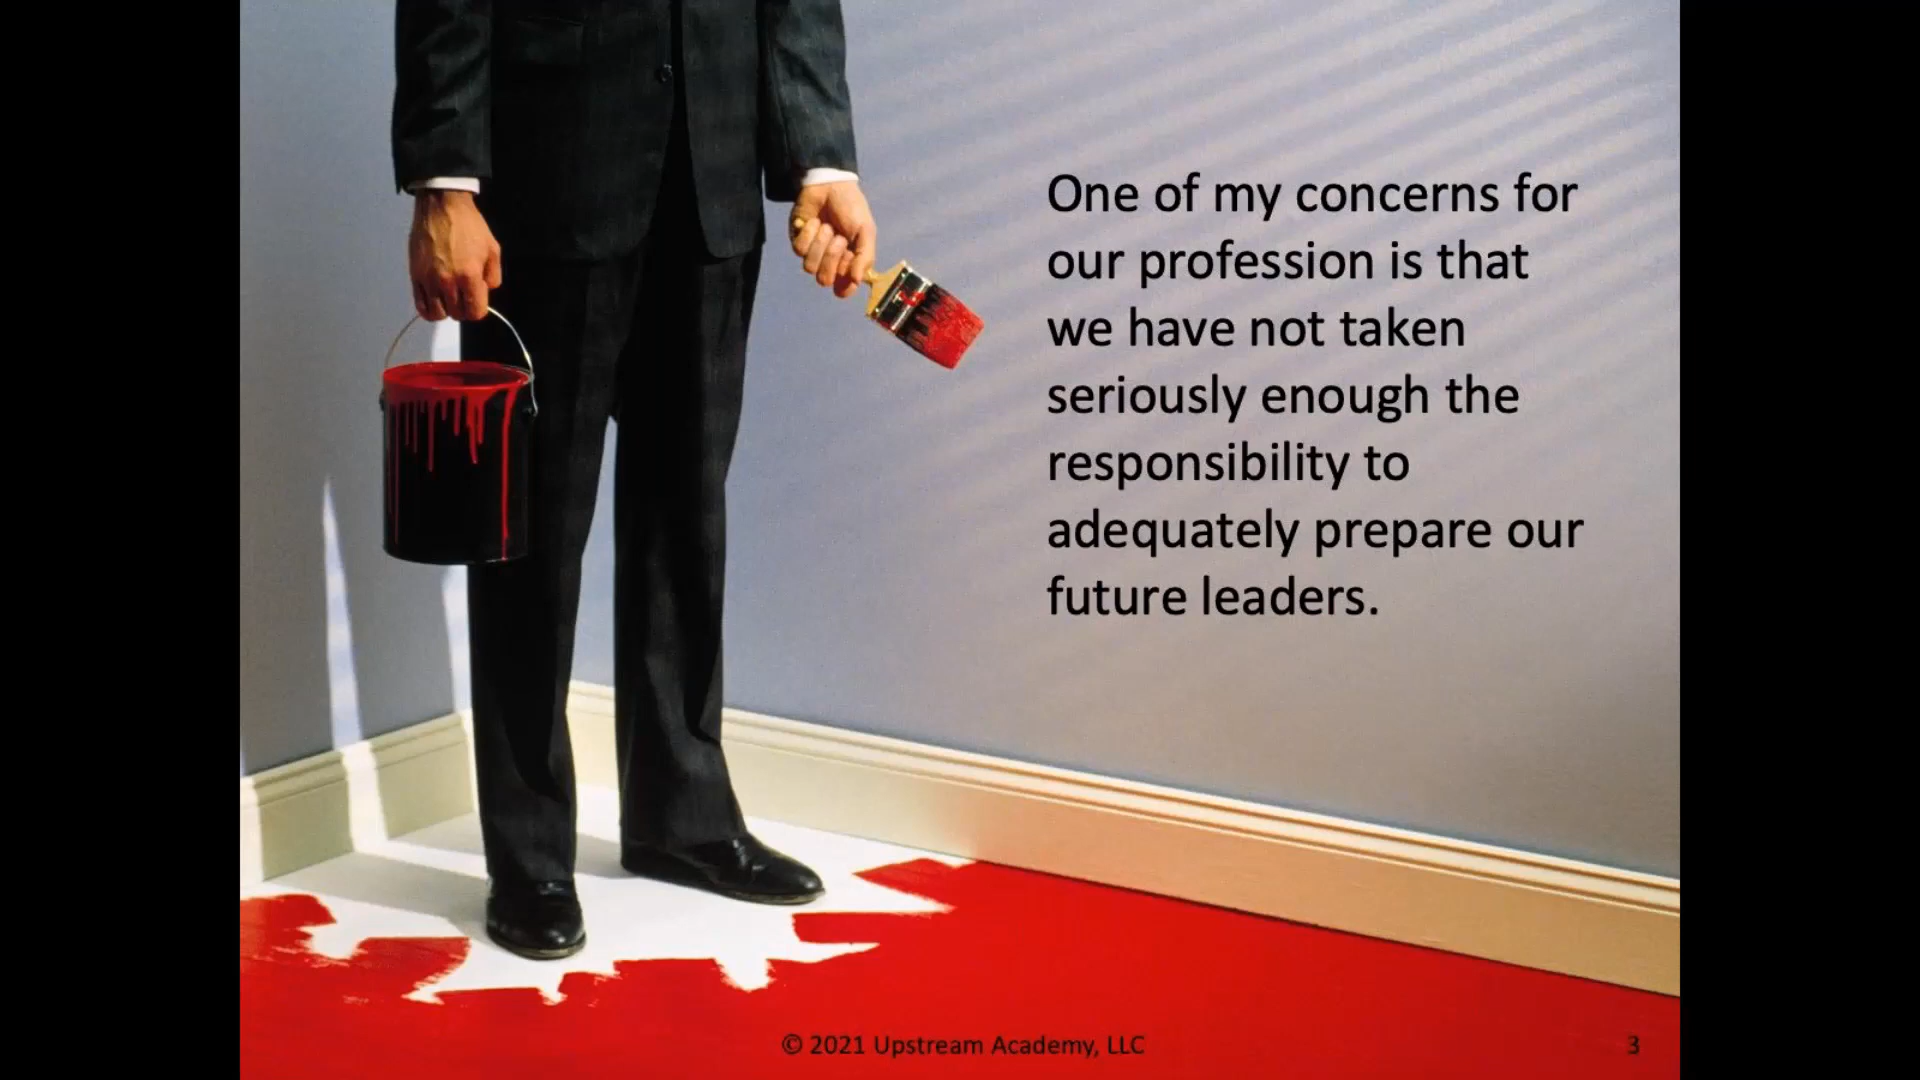 One of my concerns for
our profession is that
we have not taken
seriously enough the
responsibility to
adequately prepare our
future leaders.
© 2021 Upstream Academy, LLC
3